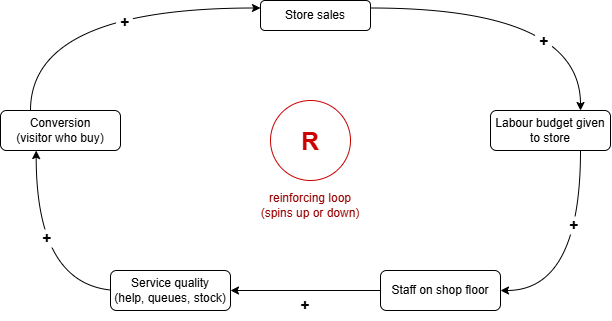 Store sales
+
+
Conversion
(visitor who buy)
R
Labour budget given
to store
reinforcing loop
(spins up or down)
+
+
Service quality
(help, queues, stock)
Staff on shop floor
+